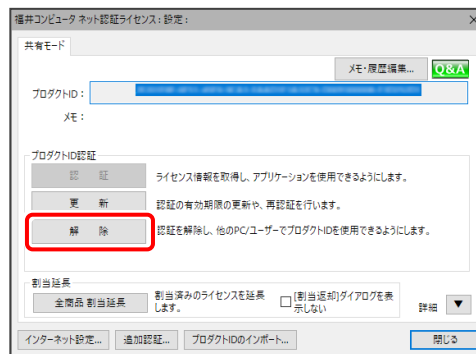 福井コンピュータ ネット認証ライセンス : 設定 :
共有モード
メモ・履歴編集... Q&A
プロダクトID :
メモ :
プロダクトID認証
認 証 ライセンス情報を取得し、アプリケーションを使用できるようにします。
更 新 認証の有効期限の更新や、再認証を行います。
解 除 認証を解除し、他のPC/ユーザーでプロダクトIDを使用できるようにします。
割当延長
全商品 割当延長 割当済みのライセンスを延長
します。 [割当返却]ダイアログを表
示しない 詳細 ▼
インターネット設定... 追加認証... プロダクトIDのインポート... 閉じる